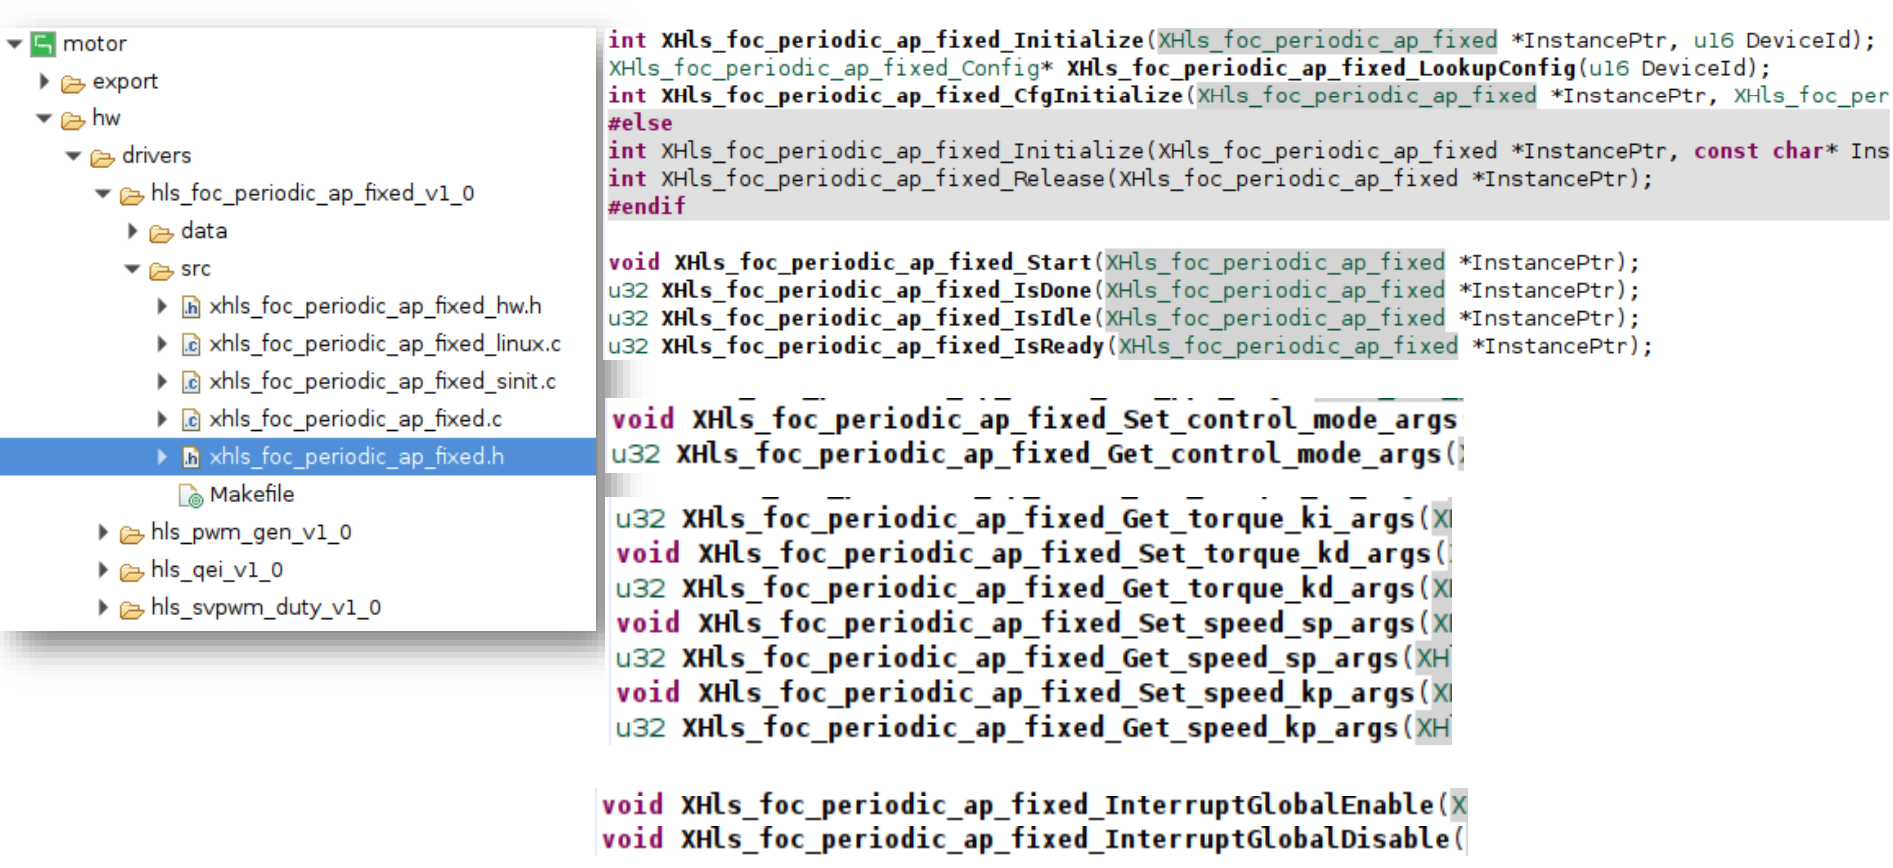 motor
export
hw
drivers
hls_foc_periodic_ap_fixed_v1_0
data
src
xhls_foc_periodic_ap_fixed_hw.h
xhls_foc_periodic_ap_fixed_linux.c
xhls_foc_periodic_ap_fixed_sinit.c
xhls_foc_periodic_ap_fixed.c
xhls_foc_periodic_ap_fixed.h
Makefile
hls_pwm_gen_v1_0
hls_qei_v1_0
hls_svpwm_duty_v1_0
int XHls_foc_periodic_ap_fixed_Initialize(XHls_foc_periodic_ap_fixed *InstancePtr, u16 DeviceId);
XHls_foc_periodic_ap_fixed_Config* XHls_foc_periodic_ap_fixed_LookupConfig(u16 DeviceId);
int XHls_foc_periodic_ap_fixed_CfgInitialize(XHls_foc_periodic_ap_fixed *InstancePtr, XHls_foc_per
#else
int XHls_foc_periodic_ap_fixed_Initialize(XHls_foc_periodic_ap_fixed *InstancePtr, const char* Ins
int XHls_foc_periodic_ap_fixed_Release(XHls_foc_periodic_ap_fixed *InstancePtr);
#endif
void XHls_foc_periodic_ap_fixed_Start(XHls_foc_periodic_ap_fixed *InstancePtr);
u32 XHls_foc_periodic_ap_fixed_IsDone(XHls_foc_periodic_ap_fixed *InstancePtr);
u32 XHls_foc_periodic_ap_fixed_IsIdle(XHls_foc_periodic_ap_fixed *InstancePtr);
u32 XHls_foc_periodic_ap_fixed_IsReady(XHls_foc_periodic_ap_fixed *InstancePtr);
void XHls_foc_periodic_ap_fixed_Set_control_mode_args
u32 XHls_foc_periodic_ap_fixed_Get_control_mode_args(
u32 XHls_foc_periodic_ap_fixed_Get_torque_ki_args(X
void XHls_foc_periodic_ap_fixed_Set_torque_kd_args(
u32 XHls_foc_periodic_ap_fixed_Get_torque_kd_args(X
void XHls_foc_periodic_ap_fixed_Set_speed_sp_args(X
u32 XHls_foc_periodic_ap_fixed_Get_speed_sp_args(XH
void XHls_foc_periodic_ap_fixed_Set_speed_kp_args(X
u32 XHls_foc_periodic_ap_fixed_Get_speed_kp_args(XH
void XHls_foc_periodic_ap_fixed_InterruptGlobalEnable(X
void XHls_foc_periodic_ap_fixed_InterruptGlobalDisable(